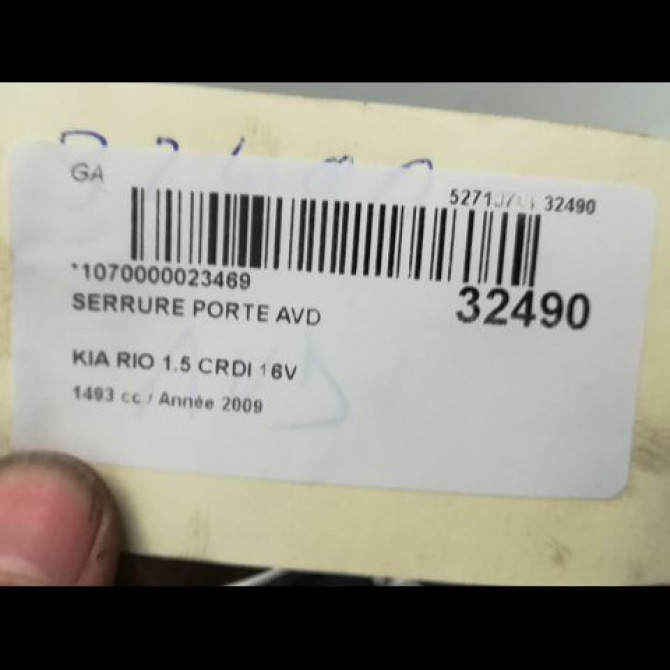 GA
32490
*1070000023469
32490
SERRURE PORTE AVD
KIA RIO 1.5 CRDI 16V
1493 cc / Année 2009